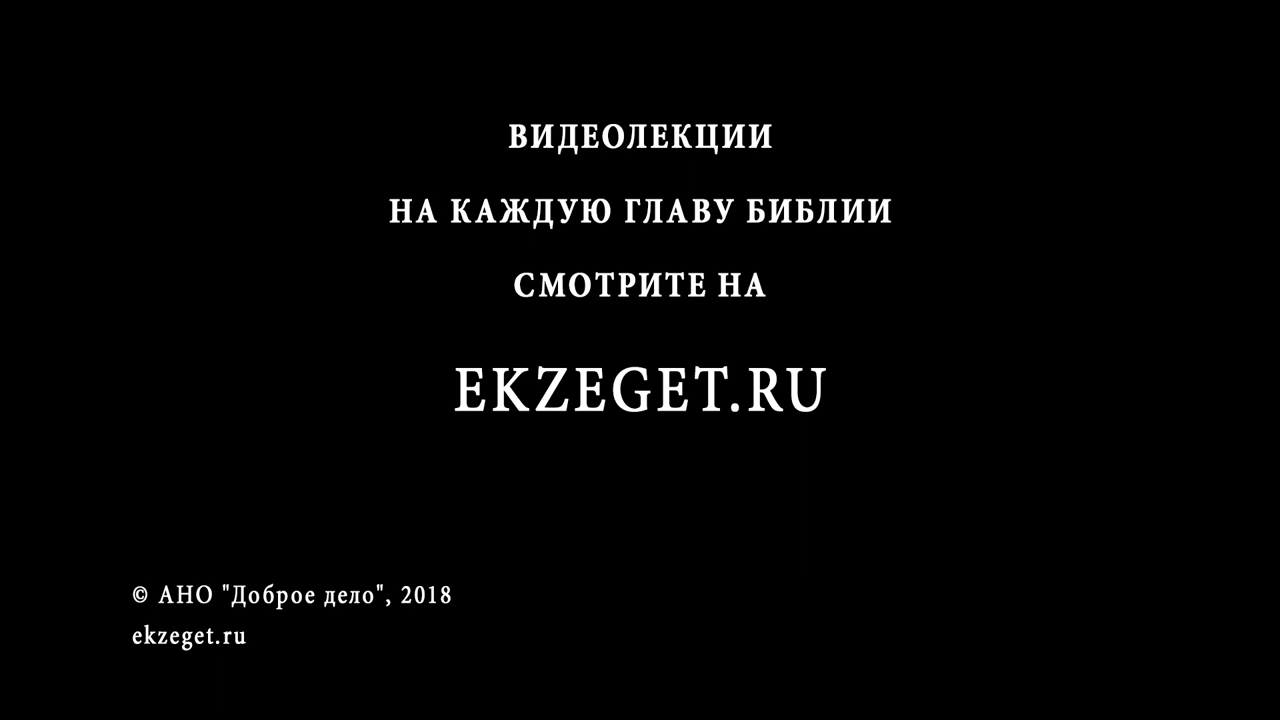 ВИДЕОЛЕКЦИИ
НА КАЖДУЮ ГЛАВУ БИБЛИИ
СМОТРИТЕ НА
EKZEGET.RU
© АНО "Доброе дело", 2018
ekzeget.ru